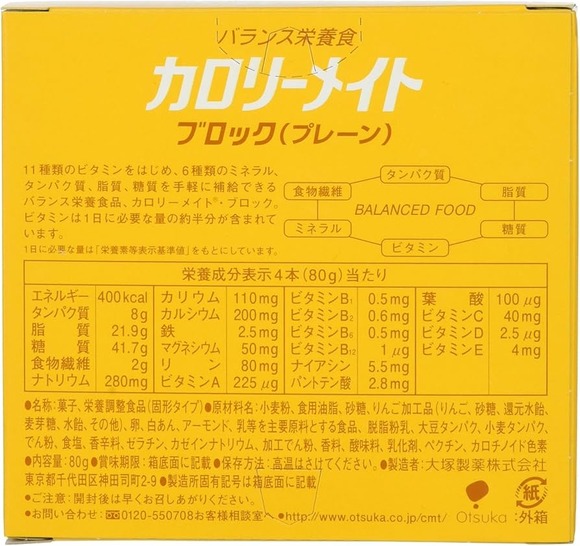 バランス栄養食
カロリーメイト
ブロック(プレーン)
11種類のビタミンをはじめ、6種類のミネラル、
タンパク質、脂質、糖質を手軽に補給できる
バランス栄養食品、カロリーメイト®・ブロック。
ビタミンは1日に必要な量の約半分が含まれて
います。
1日に必要な量は「栄養素等表示基準値」をもとにしています。
タンパク質
食物繊維 脂質
BALANCED FOOD
ミネラル 糖質
ビタミン
栄養成分表示4本(80g)当たり
エネルギー 400kcal カリウム 110mg ビタミンB1 0.5mg 葉酸 100μg
タンパク質 8g カルシウム 200mg ビタミンB2 0.6mg ビタミンC 40mg
脂質 21.9g 鉄 2.5mg ビタミンB6 0.5mg ビタミンD 2.5μg
糖質 41.7g マグネシウム 50mg ビタミンB12 1μg ビタミンE 4mg
食物繊維 2g リン 80mg ナイアシン 5.5mg
ナトリウム 280mg ビタミンA 225μg パントテン酸 2.8mg
●名称:菓子、栄養調整食品(固形タイプ)●原材料名:小麦粉、食用油脂、砂糖、りんご加工品(りんご、砂糖、還元水飴、
麦芽糖、水飴、その他)、卵、白あん、アーモンド、乳等を主要原料とする食品、脱脂粉乳、大豆タンパク、小麦タンパク、
でん粉、食塩、香辛料、ゼラチン、カゼインナトリウム、加工でん粉、香料、酸味料、乳化剤、ペクチン、カロチノイド色素
●内容量:80g●賞味期限:箱底面に記載●保存方法:高温はさけてください。●製造者:大塚製薬株式会社
東京都千代田区神田司町2-9●製造所固有記号は箱底面に記載
●ご注意:開封後は早くお召しあがりください。
●お問い合わせ:0120-550708お客様相談室へ ●http://www.otsuka.co.jp/cmt/ Otsuka 紙:外箱